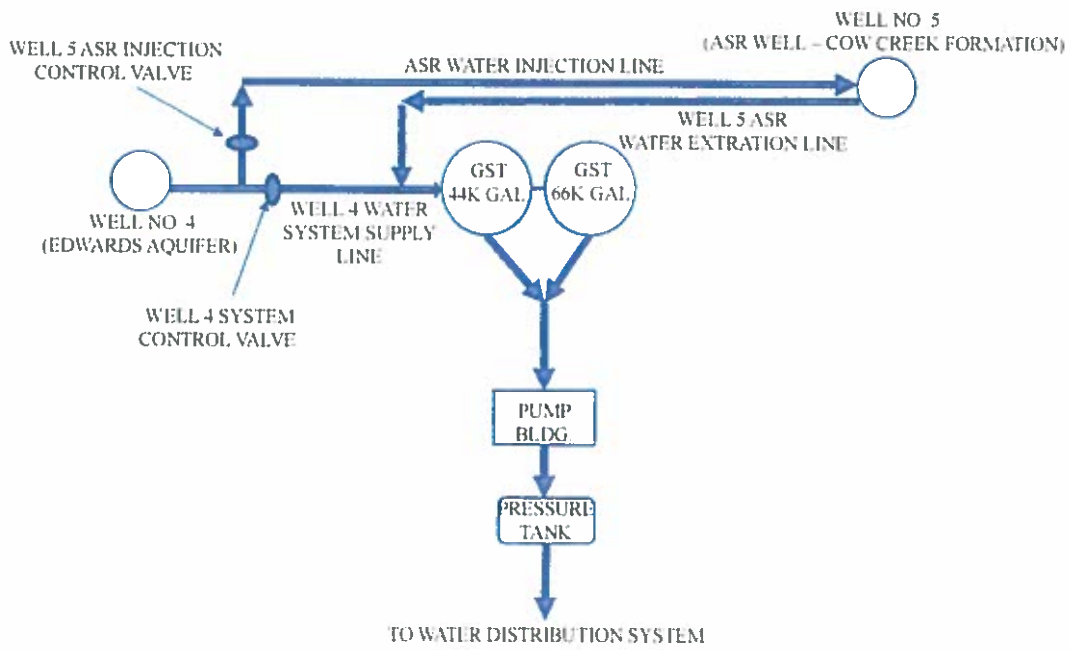 WELL NO 5
(ASR WELL – COW CREEK FORMATION)
WELL 5 ASR INJECTION
CONTROL VALVE
ASR WATER INJECTION LINE
WELL 5 ASR
WATER EXTRATION LINE
GST
44K GAL
GST
66K GAL
WELL NO 4
(EDWARDS AQUIFER)
WELL 4 WATER
SYSTEM SUPPLY
LINE
WELL 4 SYSTEM
CONTROL VALVE
PUMP
BLDG.
PRESSURE
TANK
TO WATER DISTRIBUTION SYSTEM